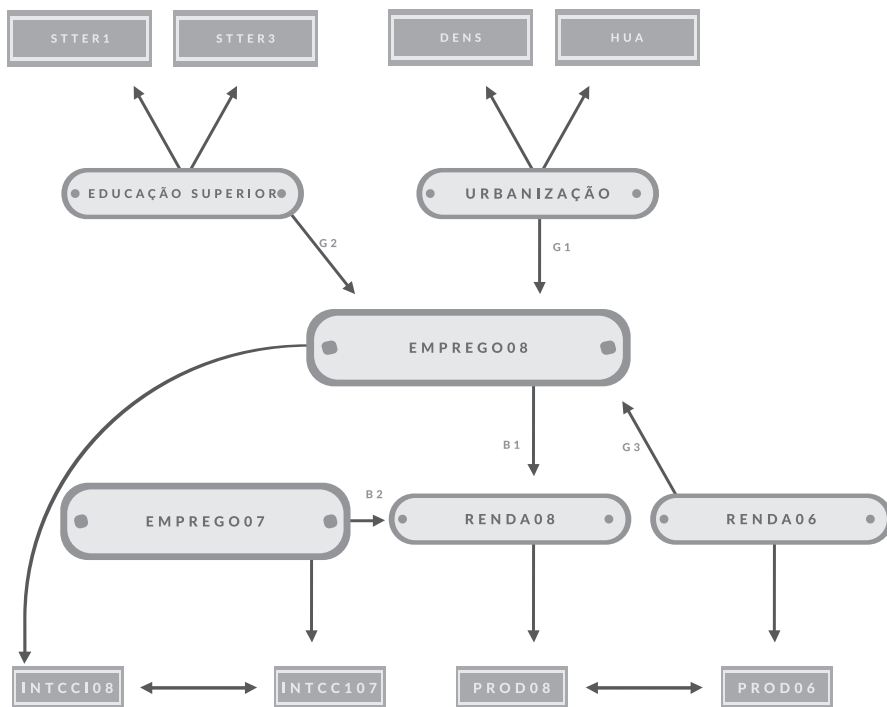 STTER1
STTER3
DENS
HUA
EDUCAÇÃO SUPERIOR
URBANIZAÇÃO
G2
G1
EMPREGO08
B1
G3
B2
EMPREGO07
RENDA08
RENDA06
INTCCI08
INTCC107
PROD08
PROD06